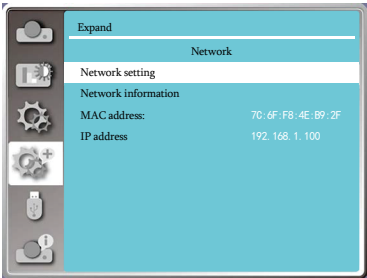 Expand
Network
Network setting
Network information
MAC address: 7C:6F:F8:4E:B9:2F
IP address 192.168.1.100